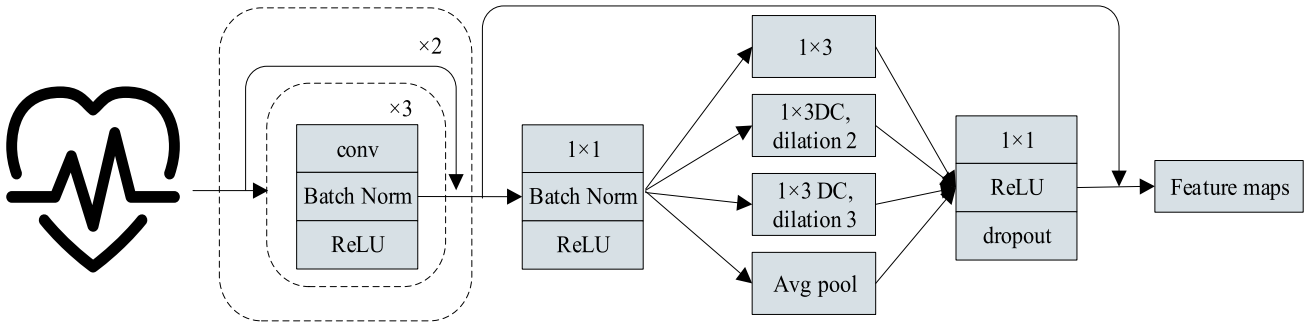 ×2
×3
conv
Batch Norm
ReLU
1×1
Batch Norm
ReLU
1×3
1×3DC,
dilation 2
1×3 DC,
dilation 3
Avg pool
1×1
ReLU
dropout
Feature maps